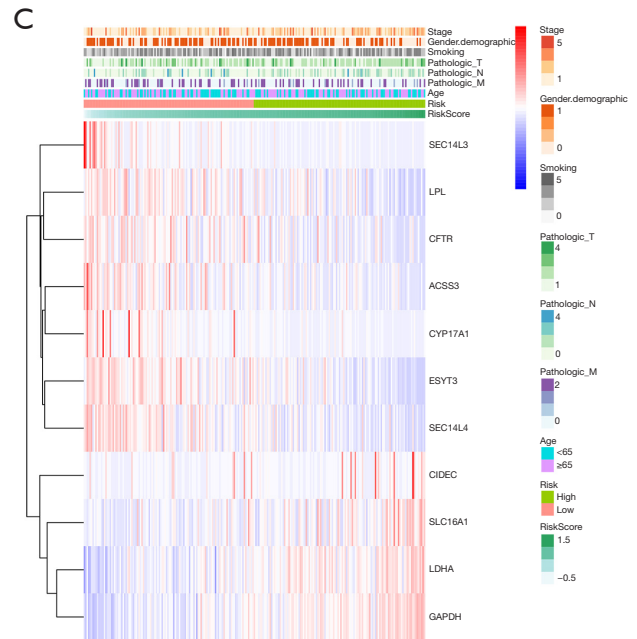 C
Stage
Gender.demographic
Smoking
Pathologic_T
Pathologic_N
Pathologic_M
Age
Risk
RiskScore
SEC14L3
LPL
CFTR
ACSS3
CYP17A1
ESYT3
SEC14L4
CIDEC
SLC16A1
LDHA
GAPDH
Stage
5
1
Gender.demographic
1
0
Smoking
5
0
Pathologic_T
4
1
Pathologic_N
4
0
Pathologic_M
2
0
Age
<65
≥65
Risk
High
Low
RiskScore
1.5
−0.5